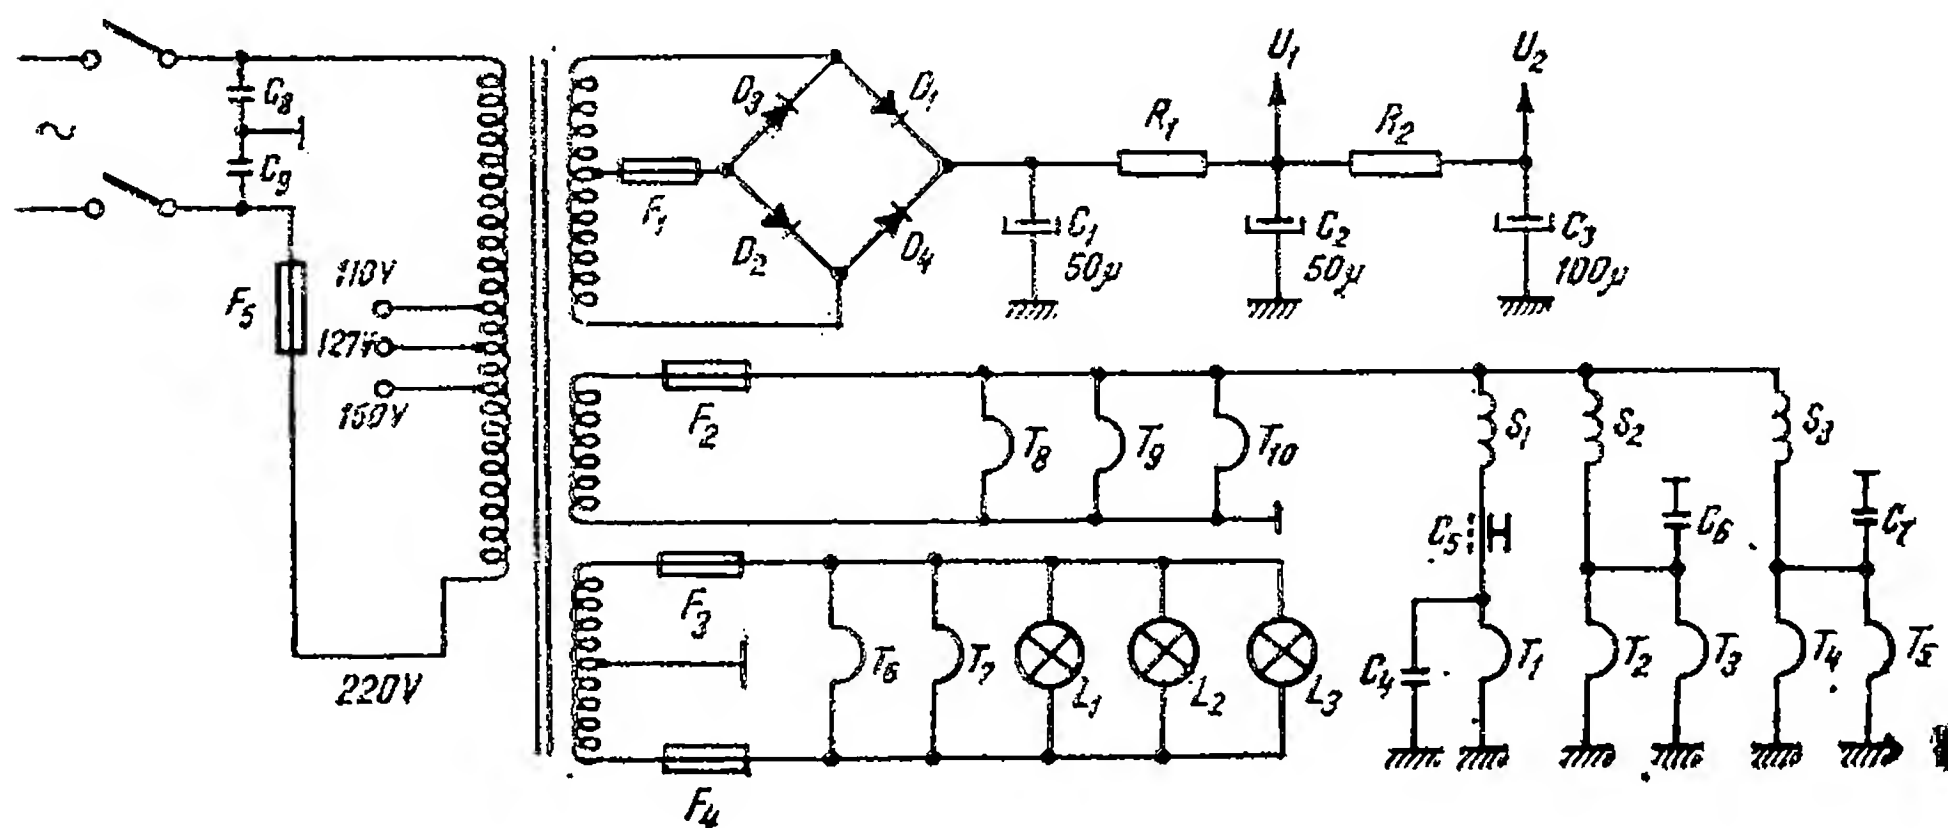 U₁ U₂
~ C₈ D₃ D₁ R₁ R₂
C₉ F₁
D₂ D₄ C₁ 50µ C₂ 50µ C₃ 100µ
F₅ 110V
127V
150V
F₂ T₈ T₉ T₁₀ S₁ S₂ S₃
C₅ C₆ C₇
F₃
220V T₆ T₇ L₁ L₂ L₃ C₄ T₁ T₂ T₃ T₄ T₅
F₄